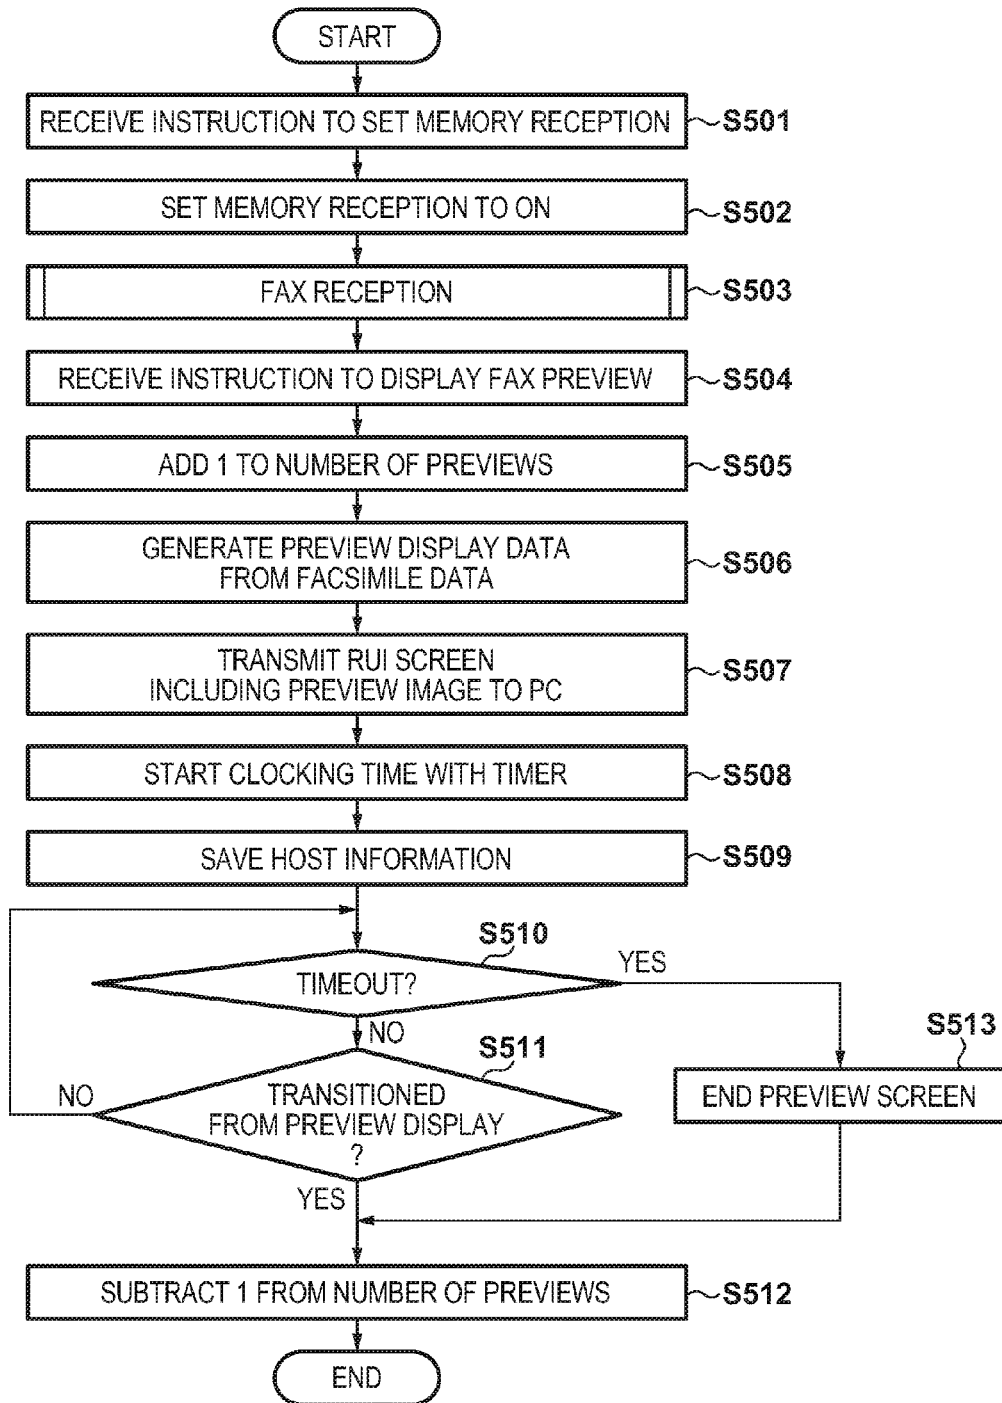 START
RECEIVE INSTRUCTION TO SET MEMORY RECEPTION
S501
SET MEMORY RECEPTION TO ON
S502
FAX RECEPTION
S503
RECEIVE INSTRUCTION TO DISPLAY FAX PREVIEW
S504
ADD 1 TO NUMBER OF PREVIEWS
S505
GENERATE PREVIEW DISPLAY DATA
FROM FACSIMILE DATA
S506
TRANSMIT RUI SCREEN
INCLUDING PREVIEW IMAGE TO PC
S507
START CLOCKING TIME WITH TIMER
S508
SAVE HOST INFORMATION
S509
S510
TIMEOUT?
YES
NO
S511
TRANSITIONED
FROM PREVIEW DISPLAY
?
NO
YES
S513
END PREVIEW SCREEN
SUBTRACT 1 FROM NUMBER OF PREVIEWS
S512
END